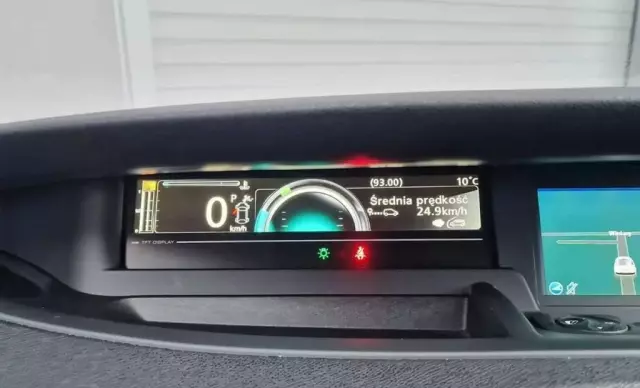 (93.00) 10°C
P
0
km/h
Średnia prędkość
24.9km/h
TFT DISPLAY